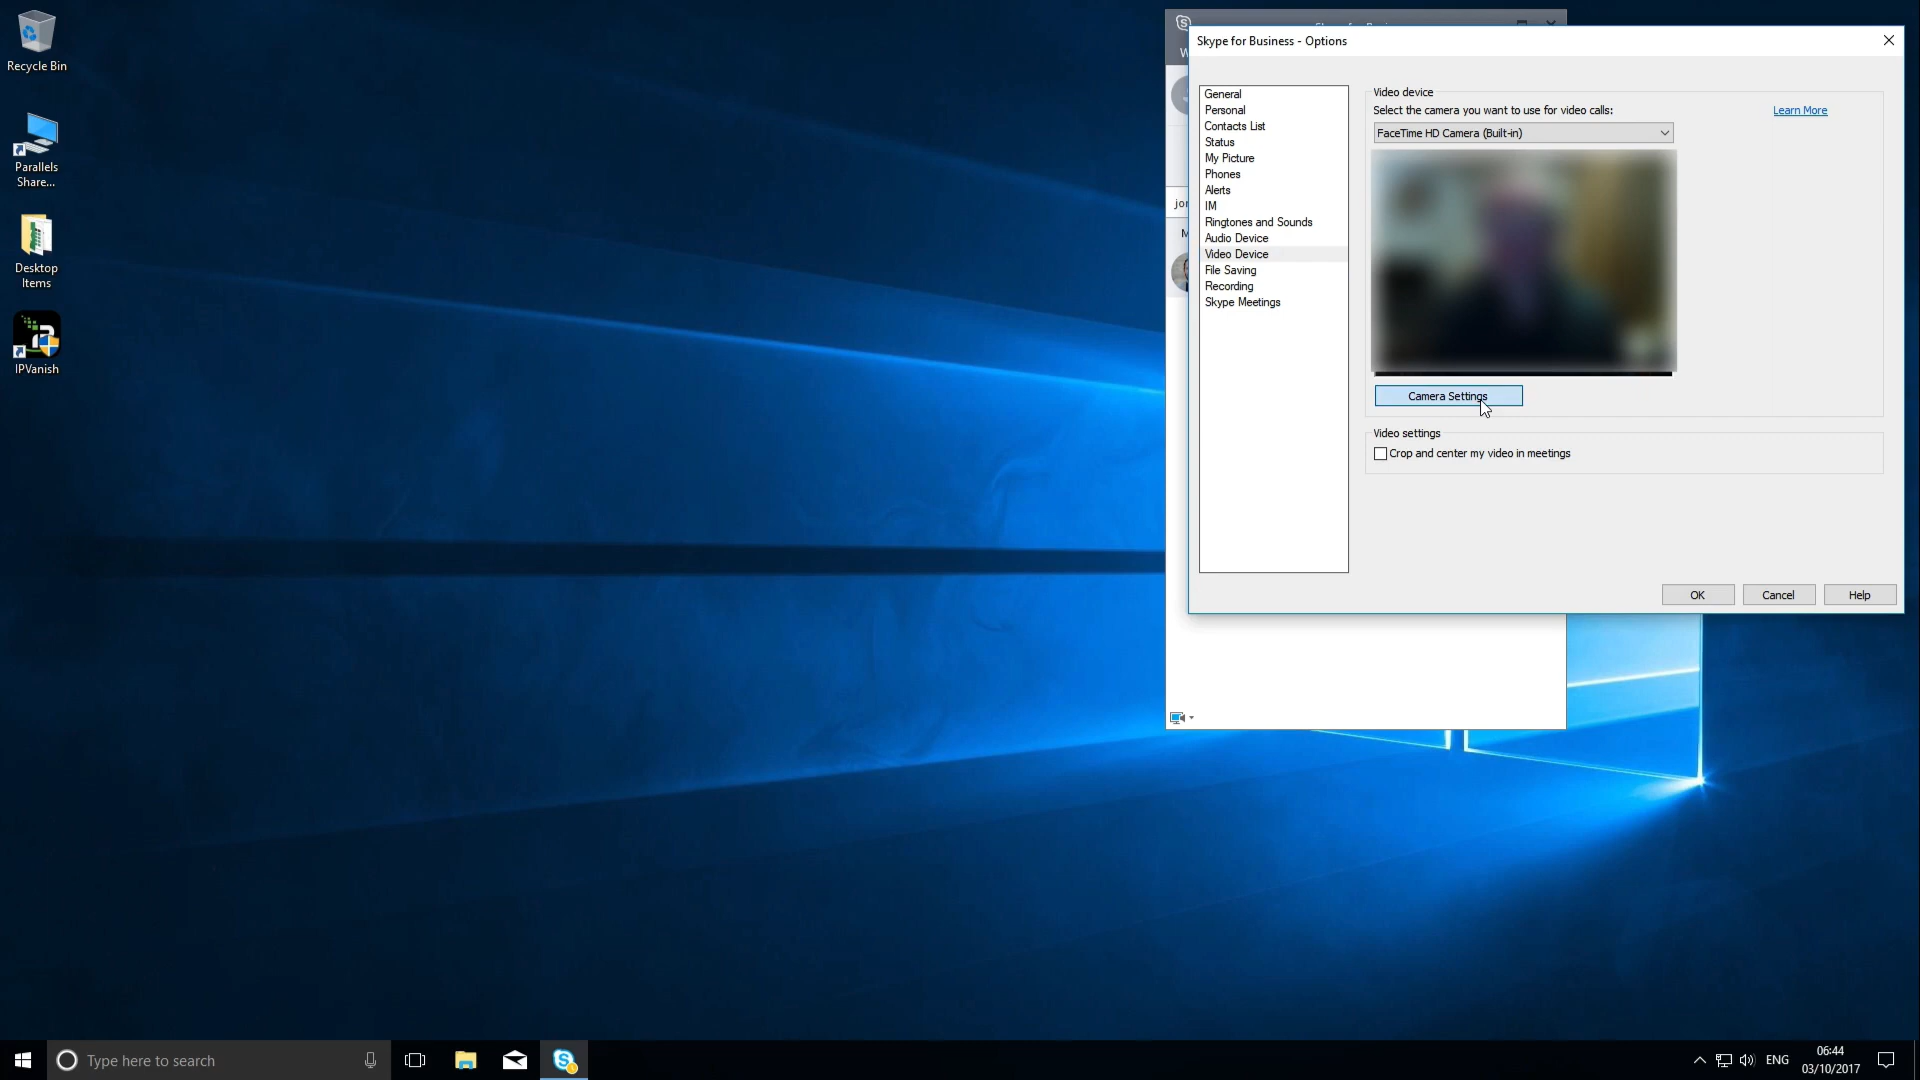 Recycle Bin
Parallels
Share...
Desktop
Items
IPVanish
Skype for Business - Options
General
Personal
Contacts List
Status
My Picture
Phones
Alerts
IM
Ringtones and Sounds
Audio Device
Video Device
File Saving
Recording
Skype Meetings
Video device
Select the camera you want to use for video calls:
Learn More
FaceTime HD Camera (Built-in)
Camera Settings
Video settings
Crop and center my video in meetings
OK
Cancel
Help
Type here to search
ENG
06:44
03/10/2017